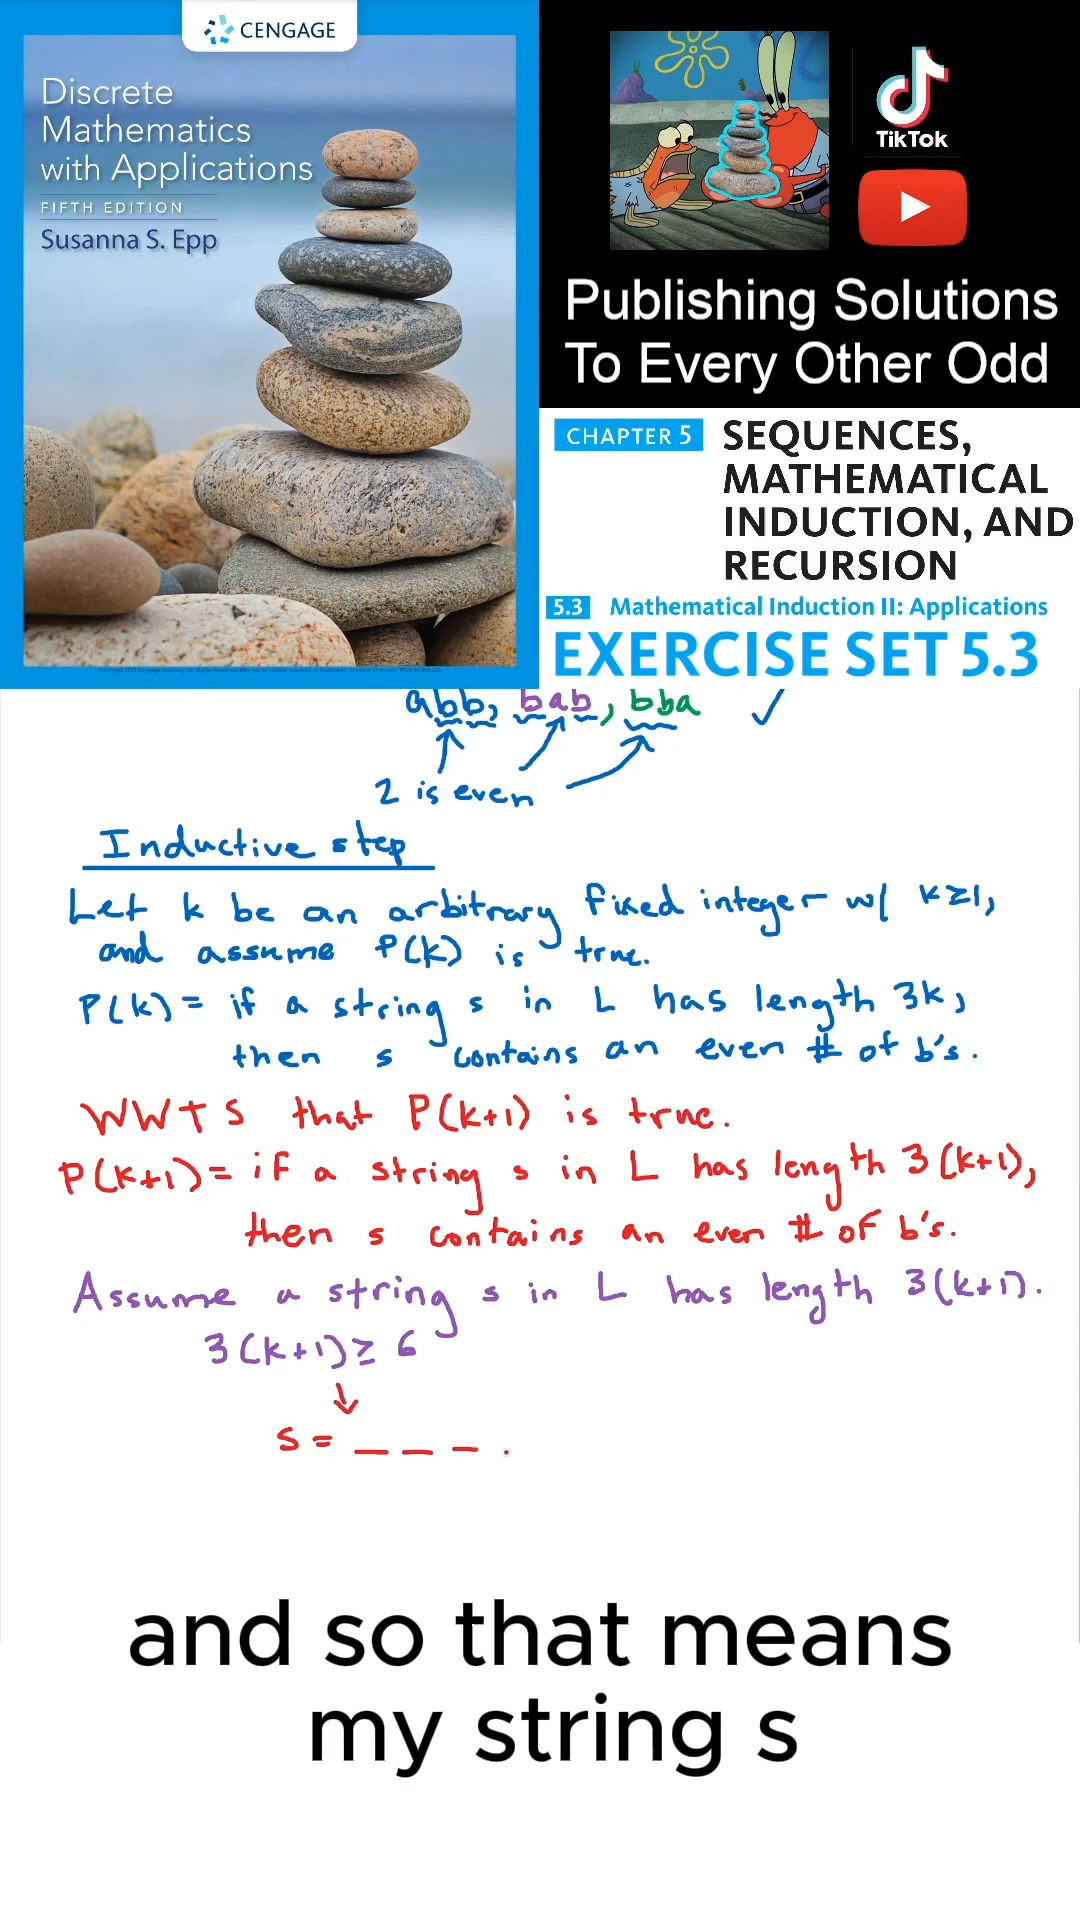 CENGAGE
Discrete
Mathematics
with Applications
FIFTH EDITION
Susanna S. Epp
TikTok
Publishing Solutions
To Every Other Odd
CHAPTER 5 SEQUENCES,
MATHEMATICAL
INDUCTION, AND
RECURSION
5.3 Mathematical Induction II: Applications
EXERCISE SET 5.3
abb, bab, bba ✓
2 is even
Inductive step
Let k be an arbitrary fixed integer w/ k≥1,
and assume P(k) is true.
P(k) = if a string s in L has length 3k,
then s contains an even # of b's.
WWTS that P(k+1) is true.
P(k+1) = if a string s in L has length 3(k+1),
then s contains an even # of b's.
Assume a string s in L has length 3(k+1).
3(k+1) ≥ 6
↓
s = _ _ _ .
and so that means
my string s